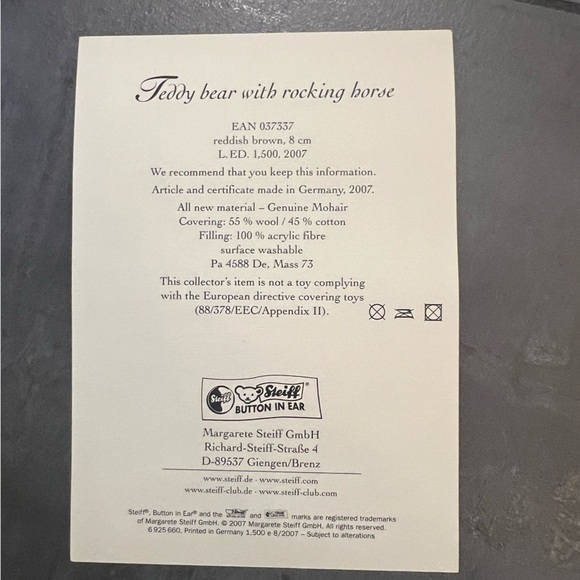 Teddy bear with rocking horse
EAN 037337
reddish brown, 8 cm
L. ED. 1,500, 2007
We recommend that you keep this information.
Article and certificate made in Germany, 2007.
All new material – Genuine Mohair
Covering: 55 % wool / 45 % cotton
Filling: 100 % acrylic fibre
surface washable
Pa 4588 De, Mass 73
This collector's item is not a toy complying
with the European directive covering toys
(88/378/EEC/Appendix II).
Steiff Steiff®
BUTTON IN EAR
Margarete Steiff GmbH
Richard-Steiff-Straße 4
D-89537 Giengen/Brenz
www.steiff.de · www.steiff.com
www.steiff-club.de · www.steiff-club.com
Steiff®, Button in Ear® and the and marks are registered trademarks
of Margarete Steiff GmbH. © 2007 Margarete Steiff GmbH. All rights reserved.
6 925 660, Printed in Germany 1,500 e 8/2007 – Subject to alterations